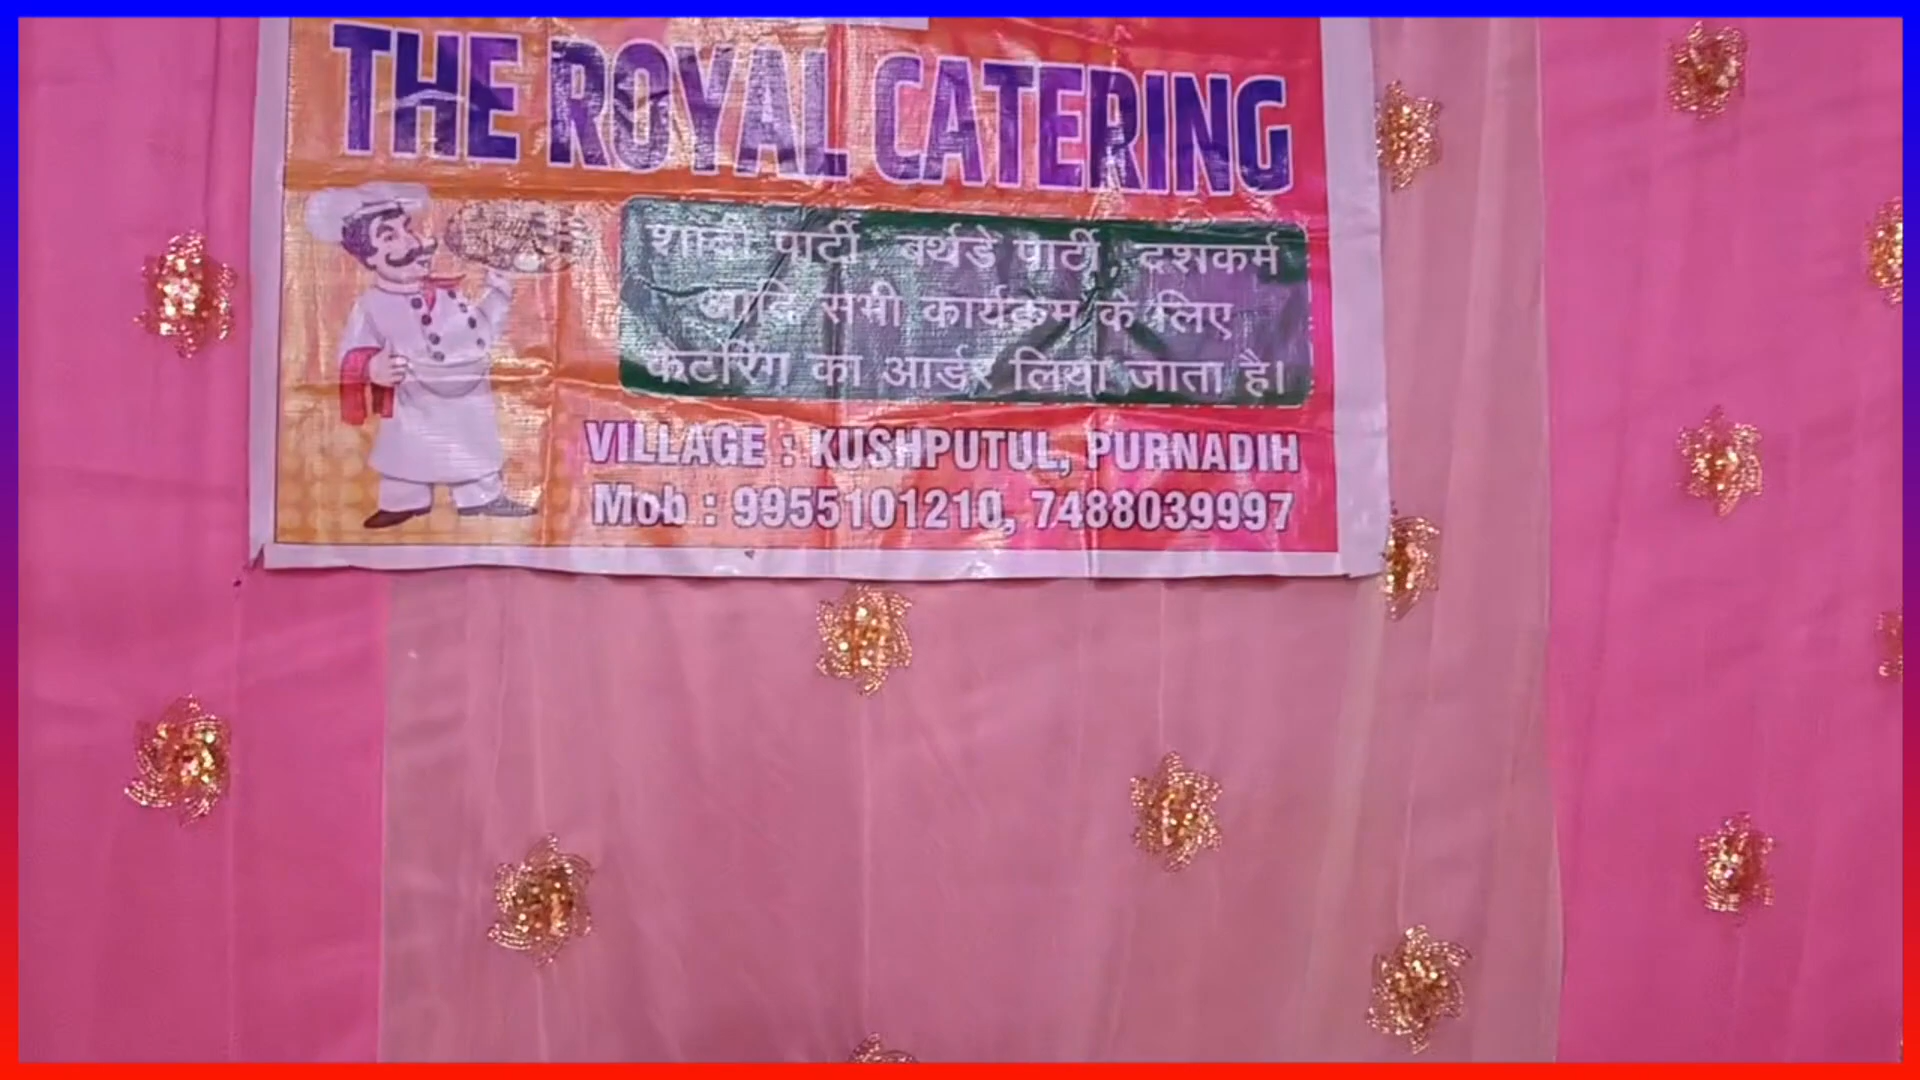 THE ROYAL CATERING
शादी पार्टी, बर्थडे पार्टी, दशकर्म
आदि सभी कार्यक्रम के लिए
केटरिंग का आर्डर लिया जाता है।
VILLAGE : KUSHPUTUL, PURNADIH
Mob : 9955101210, 7488039997